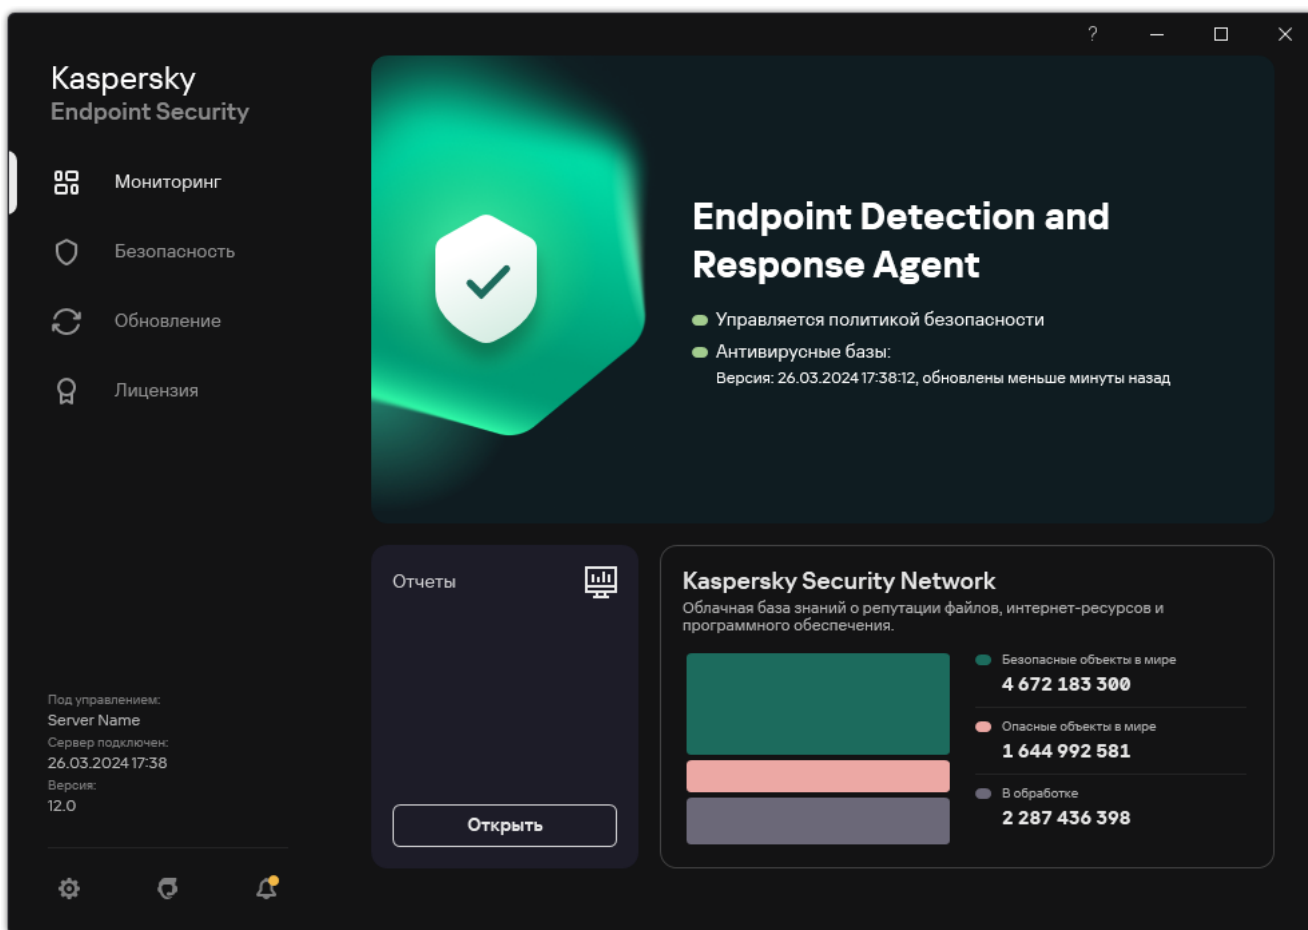 ?
Kaspersky
Endpoint Security
Мониторинг
Безопасность
Обновление
Лицензия
Под управлением:
Server Name
Сервер подключен:
26.03.2024 17:38
Версия:
12.0
Endpoint Detection and
Response Agent
Управляется политикой безопасности
Антивирусные базы:
Версия: 26.03.2024 17:38:12, обновлены меньше минуты назад
Отчеты
Открыть
Kaspersky Security Network
Облачная база знаний о репутации файлов, интернет-ресурсов и
программного обеспечения.
Безопасные объекты в мире
4 672 183 300
Опасные объекты в мире
1 644 992 581
В обработке
2 287 436 398